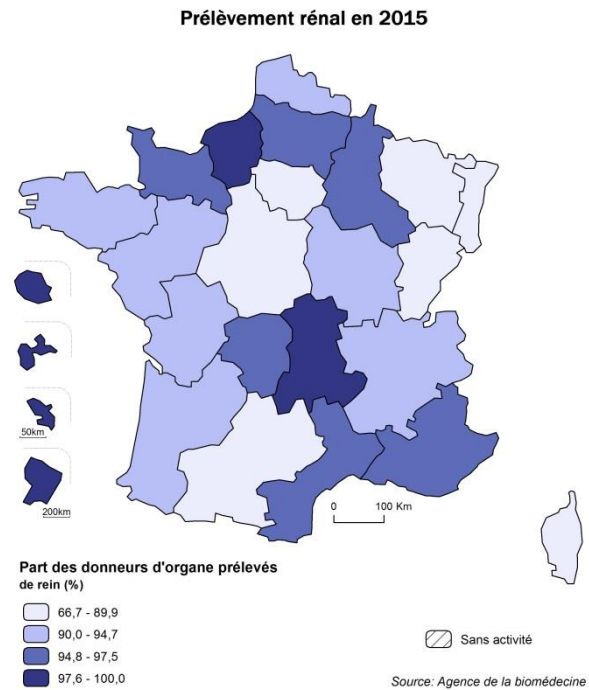 Prélèvement rénal en 2015
50km
200km
0 100 Km
Part des donneurs d'organe prélevés
de rein (%)
66,7 - 89,9
90,0 - 94,7
94,8 - 97,5
97,6 - 100,0
Sans activité
Source: Agence de la biomédecine